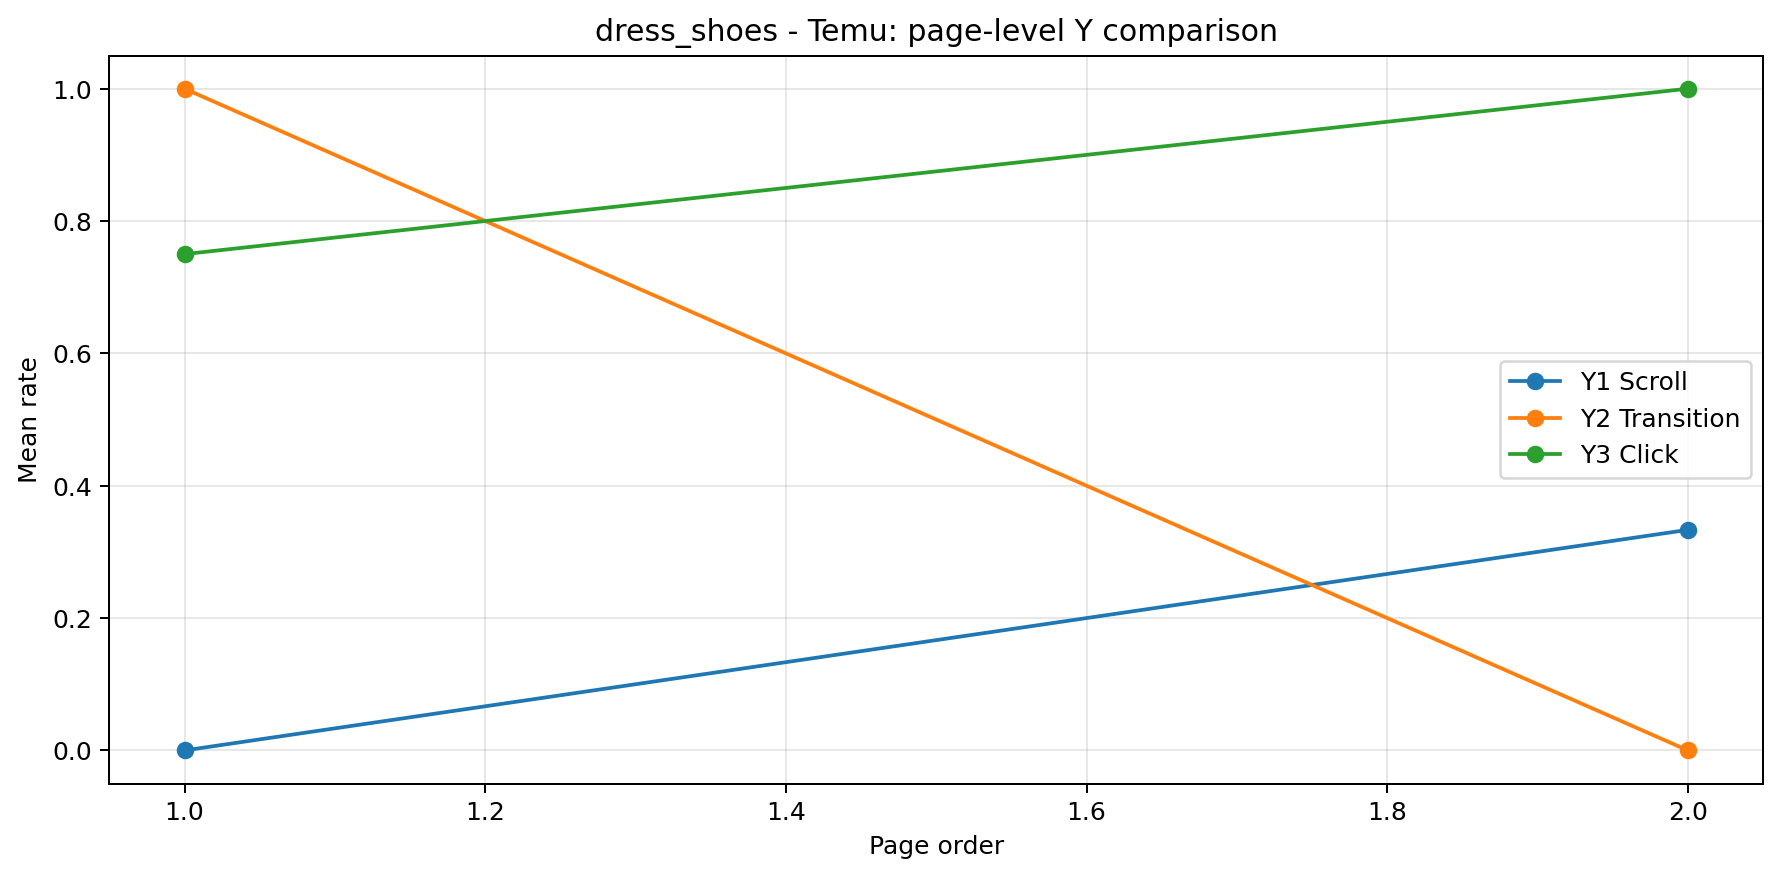 dress_shoes - Temu: page-level Y comparison
Mean rate
1.0
0.8
0.6
0.4
0.2
0.0
Y1 Scroll
Y2 Transition
Y3 Click
1.0 1.2 1.4 1.6 1.8 2.0
Page order